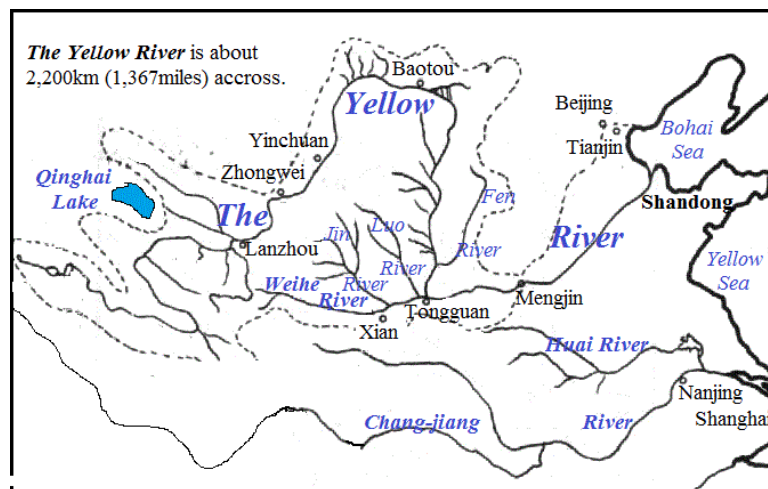 The Yellow River is about
2,200km (1,367miles) accross.
Baotou
Yellow
Beijing
Tianjin
Bohai
Sea
Yinchuan
Zhongwei
Qinghai
Lake
The
Lanzhou
Shandong
Fen
River
Jin
River
Luo
River
River
Yellow
Sea
Weihe
River
Tongguan
Mengjin
Xian
Huai River
Nanjing
Shanghai
Chang-jiang
River